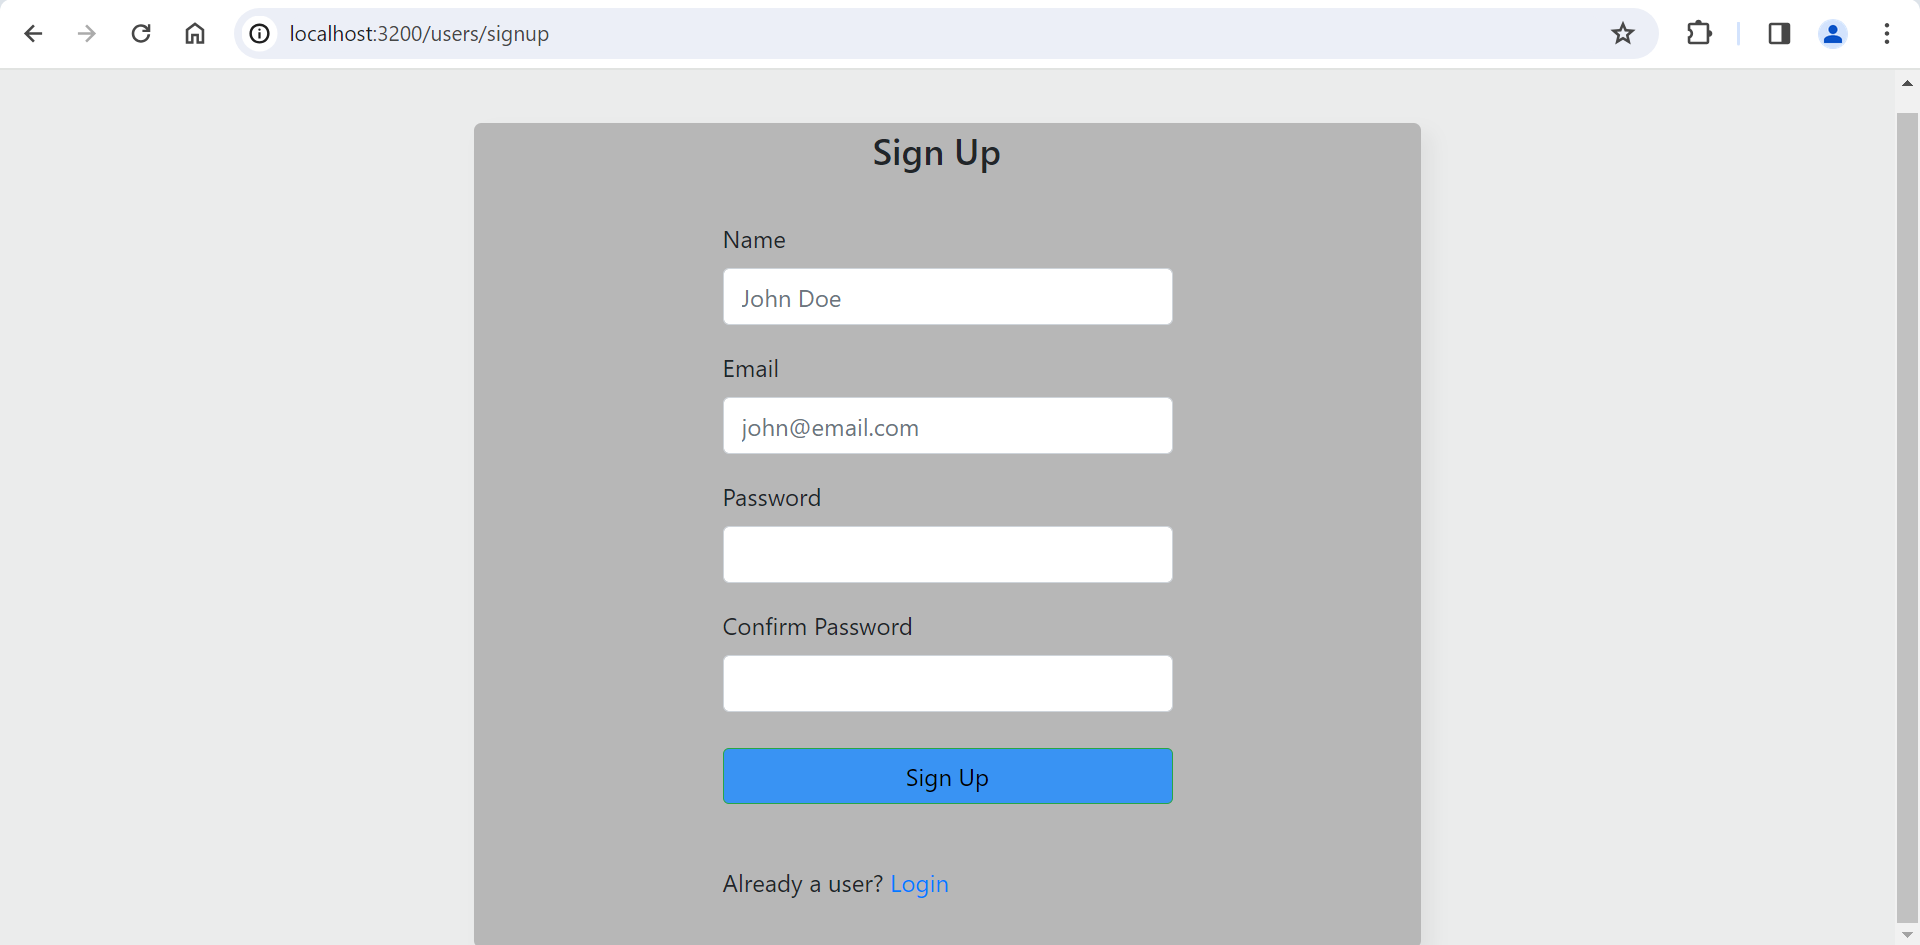 localhost:3200/users/signup
Sign Up
Name
John Doe
Email
john@email.com
Password
Confirm Password
Sign Up
Already a user? Login